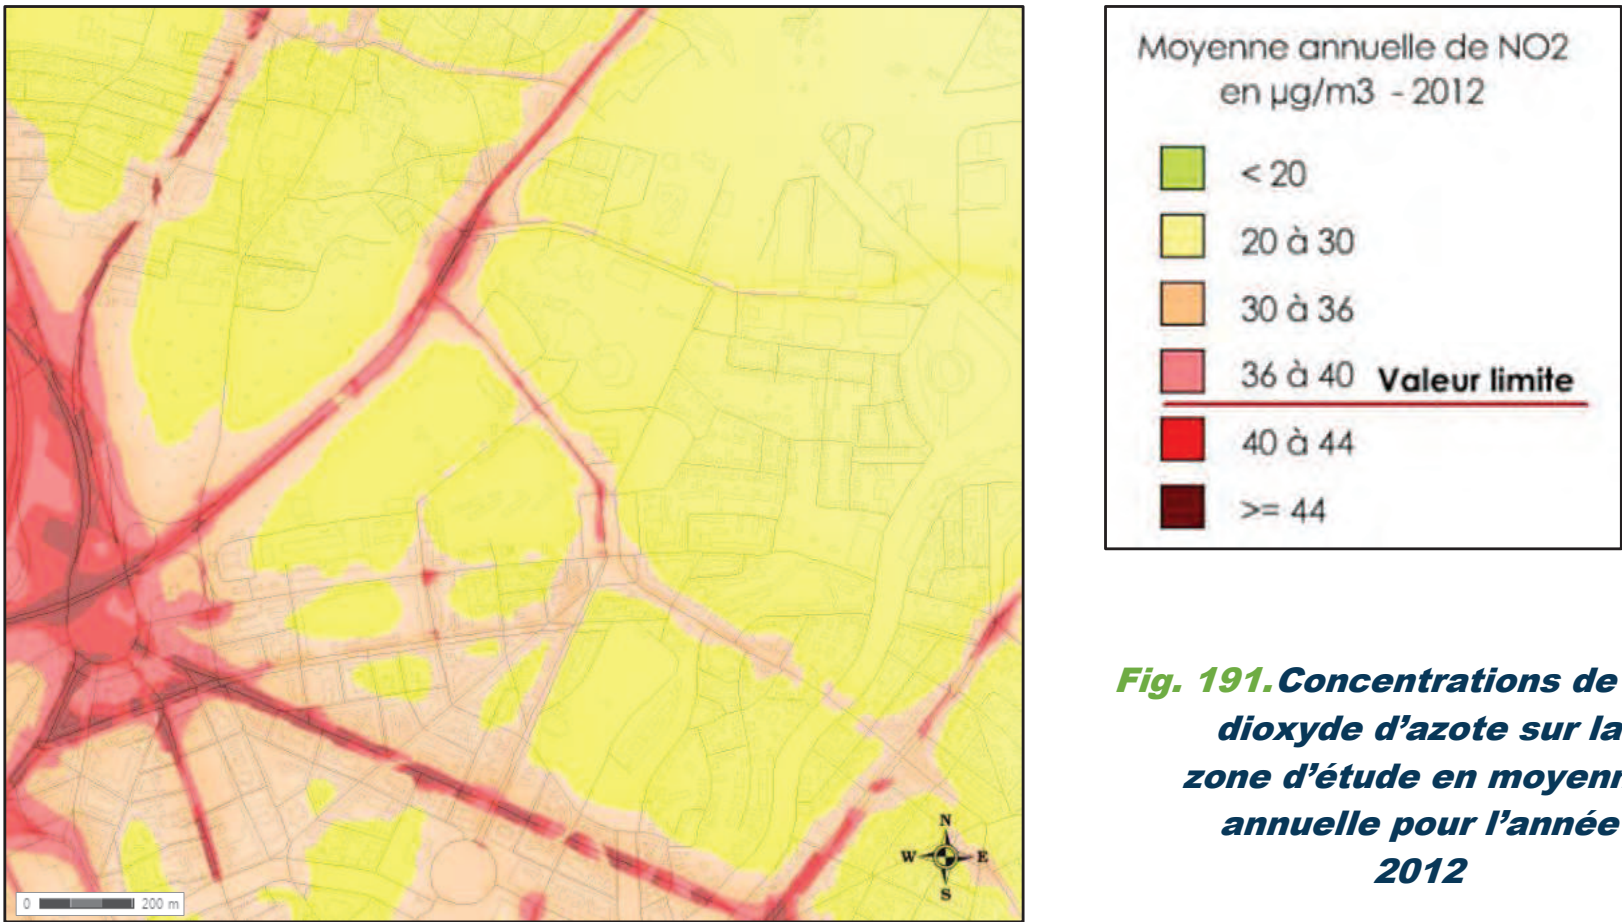 Moyenne annuelle de NO2
en µg/m3 - 2012
< 20
20 à 30
30 à 36
36 à 40 Valeur limite
40 à 44
>= 44
N
W E
S
0 200 m
Fig. 191. Concentrations de
dioxyde d'azote sur la
zone d'étude en moyenn
annuelle pour l'année
2012